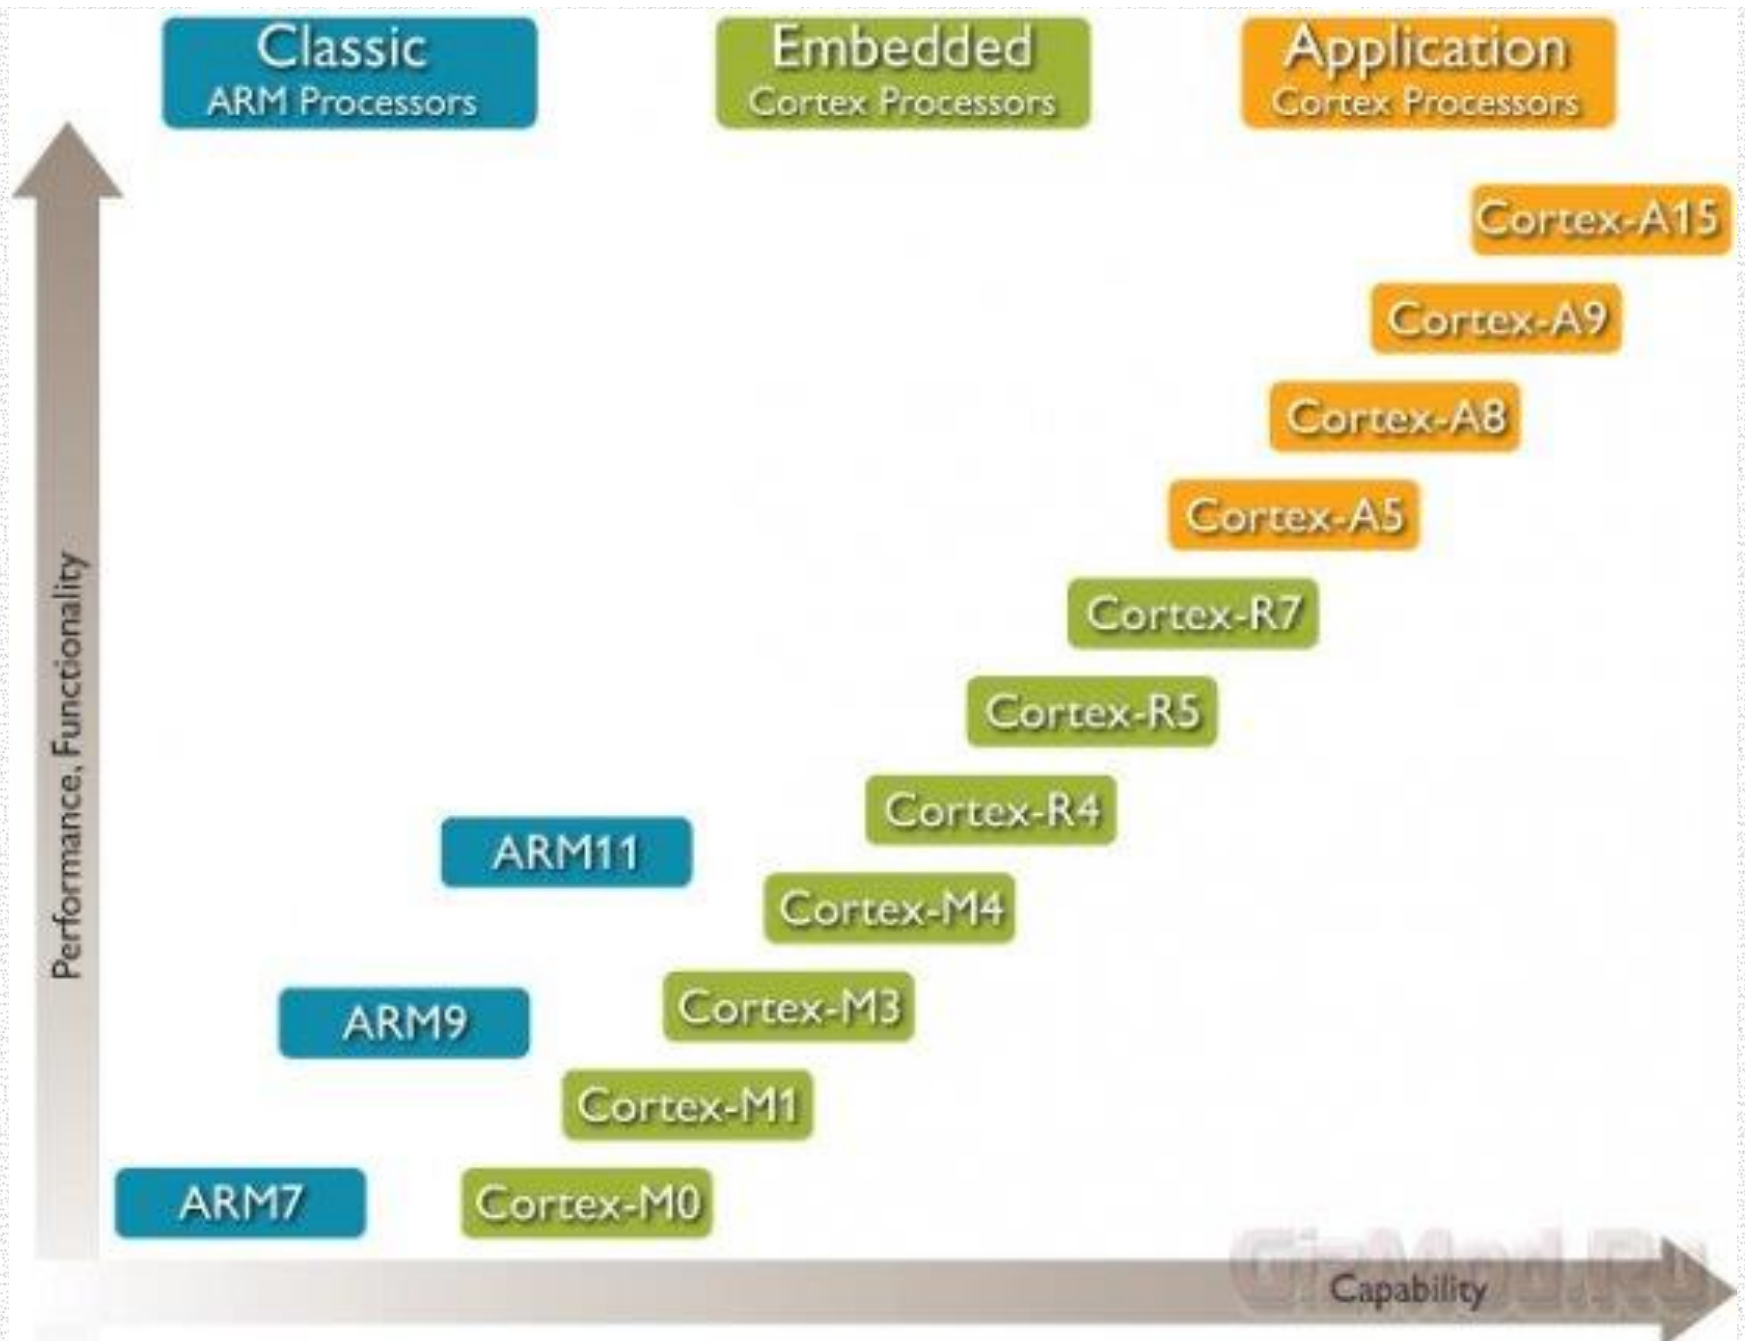 Classic
ARM Processors
Embedded
Cortex Processors
Application
Cortex Processors
Cortex-A15
Cortex-A9
Cortex-A8
Cortex-A5
Cortex-R7
Cortex-R5
Cortex-R4
ARM11
Cortex-M4
Cortex-M3
ARM9
Cortex-M1
ARM7
Cortex-M0
Performance, Functionality
Capability
GizMod.Ru